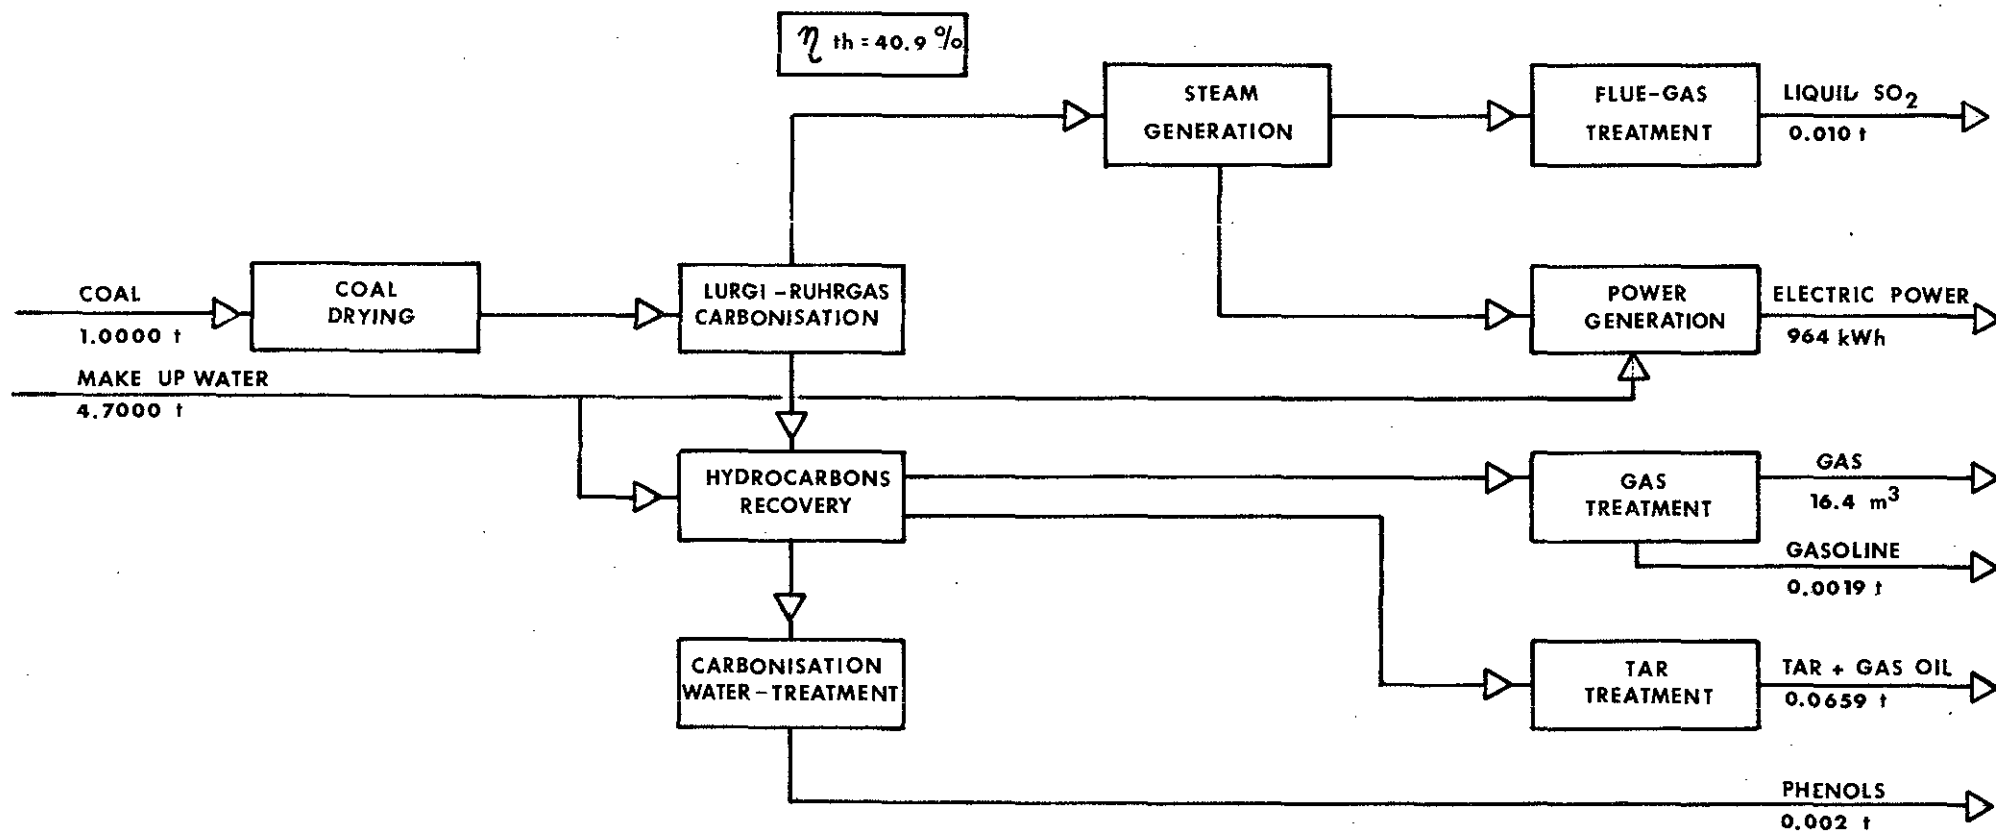 η th = 40.9 %
STEAM
GENERATION
FLUE-GAS
TREATMENT
LIQUID SO2
0.010 t
COAL
1.0000 t
COAL
DRYING
LURGI - RUHRGAS
CARBONISATION
POWER
GENERATION
ELECTRIC POWER
964 kWh
MAKE UP WATER
4.7000 t
HYDROCARBONS
RECOVERY
GAS
TREATMENT
GAS
16.4 m3
GASOLINE
0.0019 t
CARBONISATION
WATER-TREATMENT
TAR
TREATMENT
TAR + GAS OIL
0.0659 t
PHENOLS
0.002 t